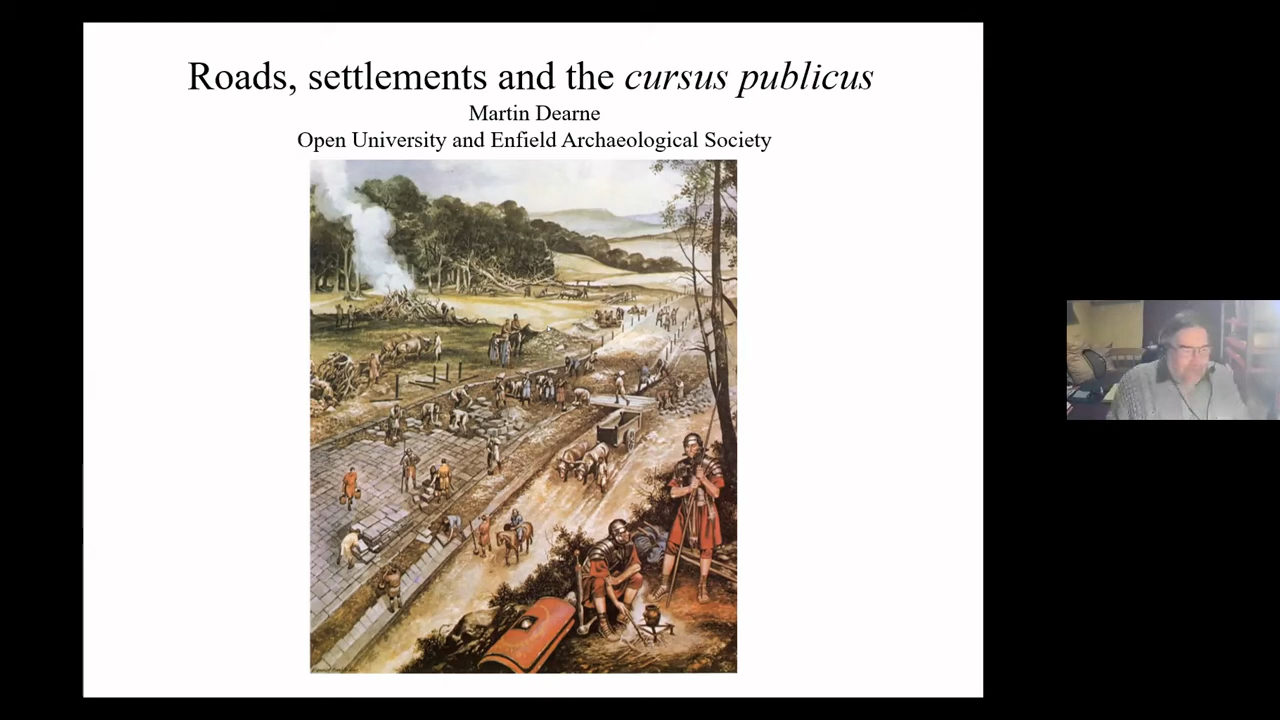 Roads, settlements and the cursus publicus
Martin Dearne
Open University and Enfield Archaeological Society